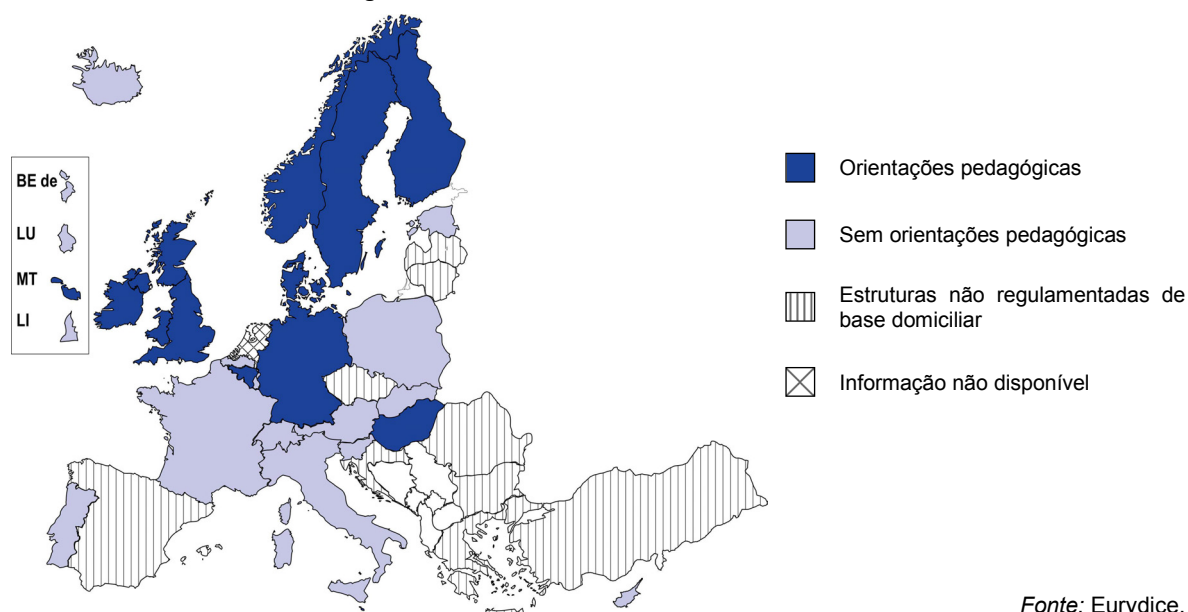 BE de
LU
MT
LI
Orientações pedagógicas
Sem orientações pedagógicas
Estruturas não regulamentadas de
base domiciliar
Informação não disponível
Fonte: Eurydice.